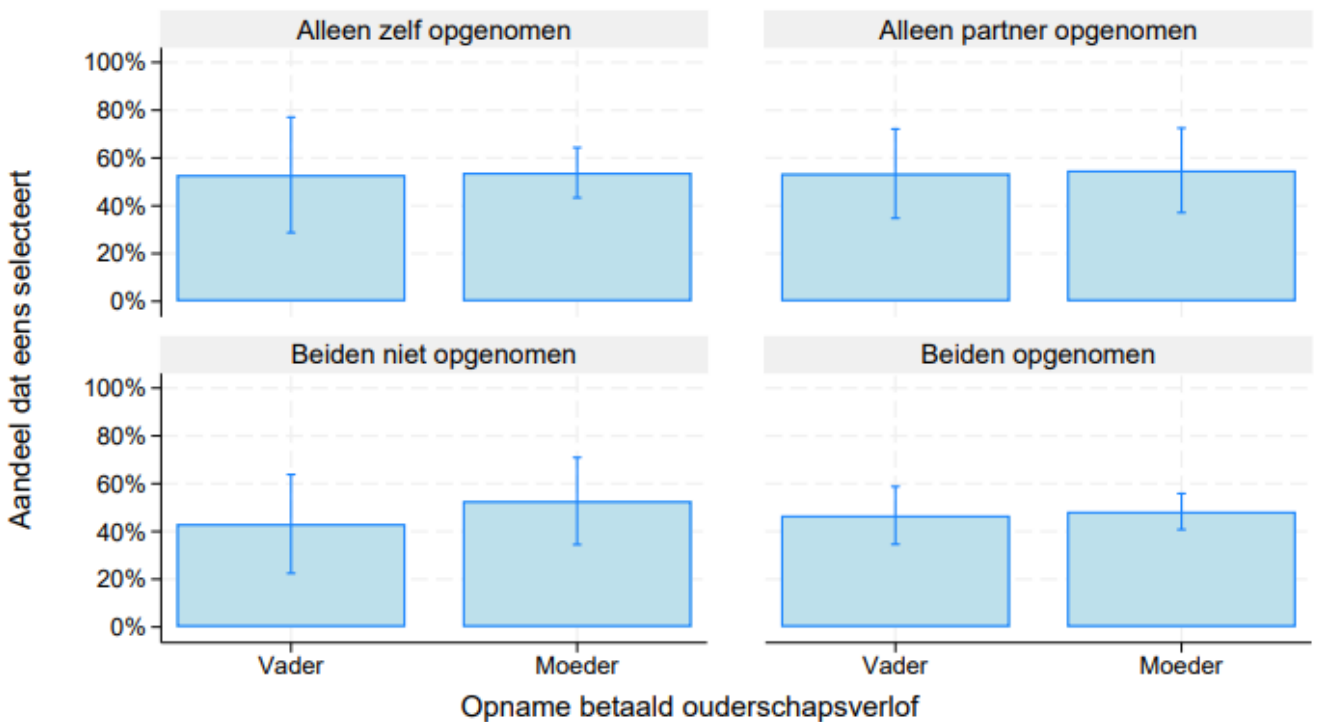 Alleen zelf opgenomen
Alleen partner opgenomen
100%
80%
60%
40%
20%
0%
Beiden niet opgenomen
Beiden opgenomen
100%
80%
60%
40%
20%
0%
Vader
Moeder
Vader
Moeder
Aandeel dat eens selecteert
Opname betaald ouderschapsverlof